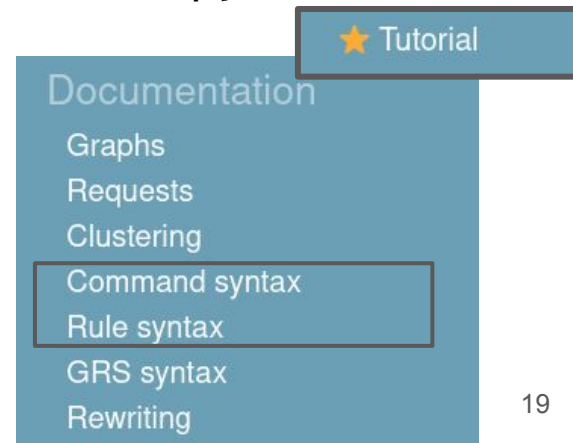 Tutorial
Documentation
Graphs
Requests
Clustering
Command syntax
Rule syntax
GRS syntax
Rewriting
19